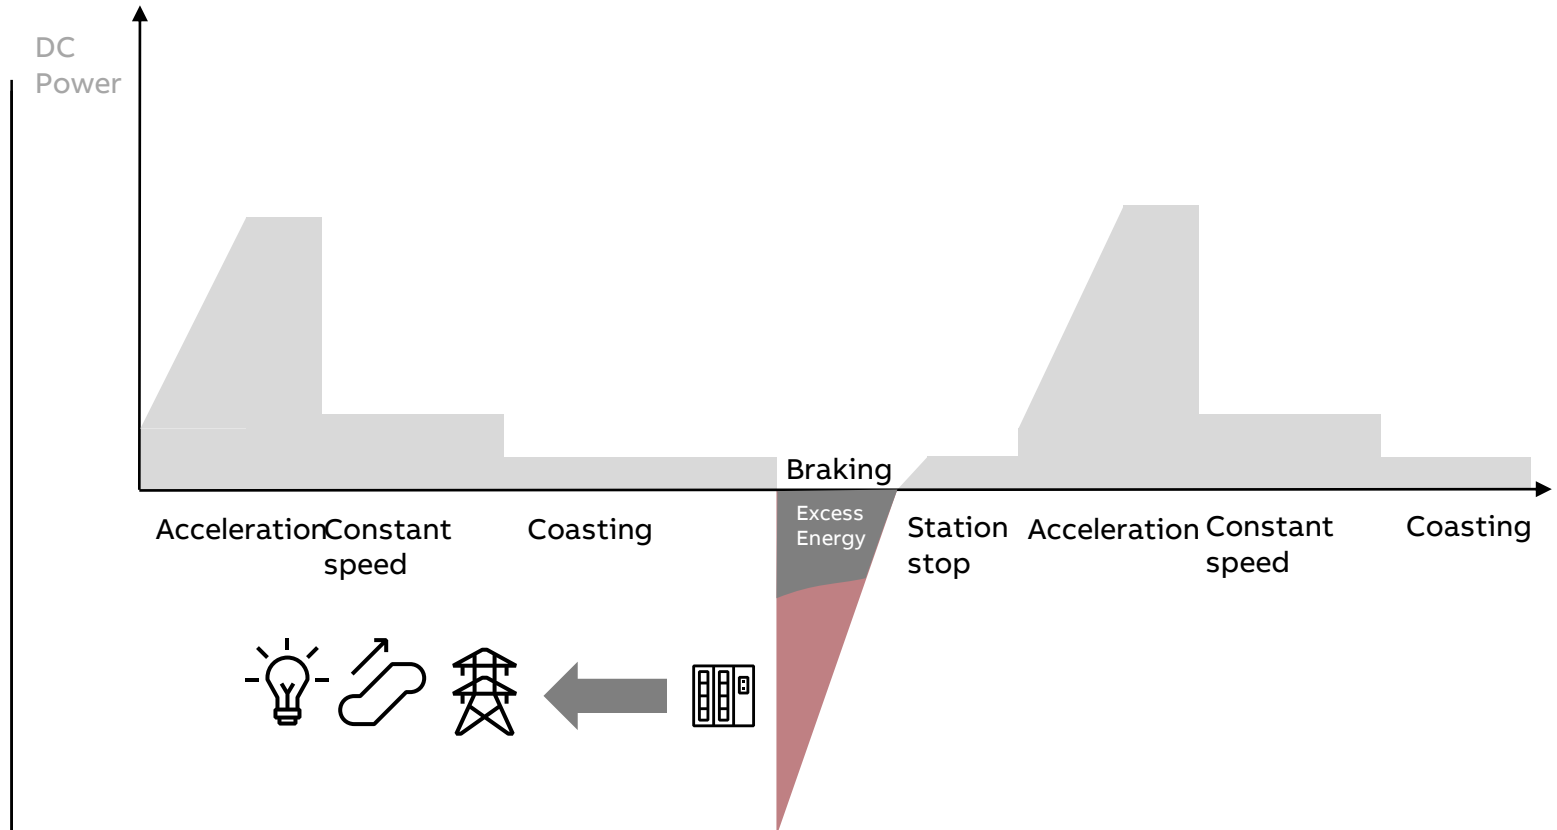 DC
Power
Braking
Excess
Energy
Acceleration
Constant
speed
Coasting
Station
stop
Acceleration
Constant
speed
Coasting